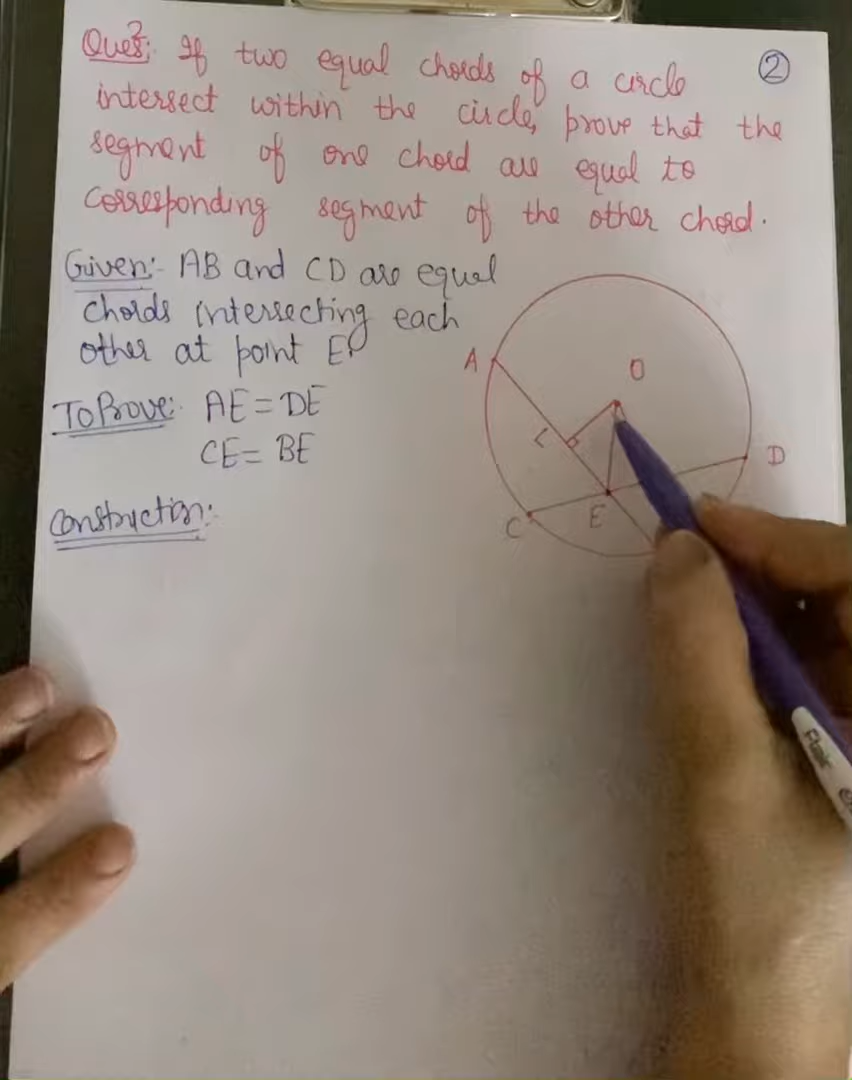 Ques: If two equal chords of a circle
②
intersect within the circle, prove that the
segment of one chord are equal to
corresponding segment of the other chord.
Given:- AB and CD are equal
chords intersecting each
other at point E.
To Prove: AE = DE
CE = BE
Construction:
A
O
L
D
E
C
Flair